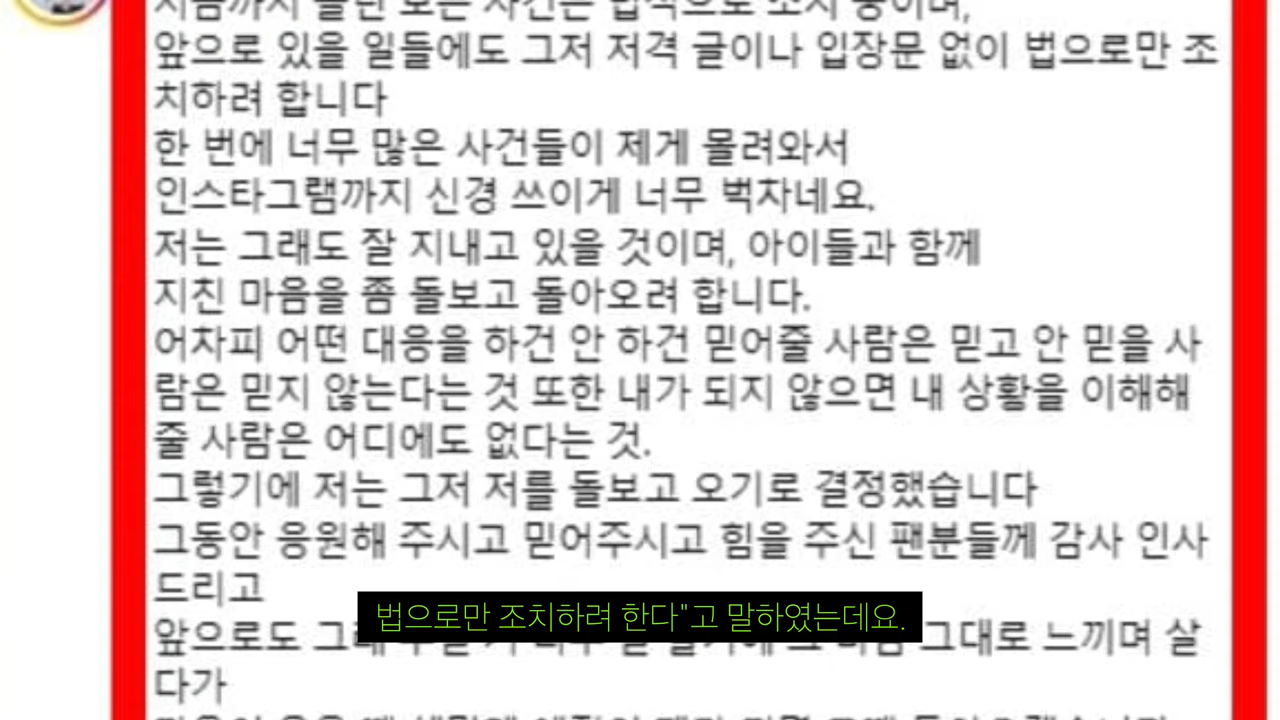 앞으로 있을 일들에도 그저 저격 글이나 입장문 없이 법으로만 조
치하려 합니다
한 번에 너무 많은 사건들이 제게 몰려와서
인스타그램까지 신경 쓰이게 너무 벅차네요.
저는 그래도 잘 지내고 있을 것이며, 아이들과 함께
지친 마음을 좀 돌보고 돌아오려 합니다.
어차피 어떤 대응을 하건 안 하건 믿어줄 사람은 믿고 안 믿을 사
람은 믿지 않는다는 것 또한 내가 되지 않으면 내 상황을 이해해
줄 사람은 어디에도 없다는 것.
그렇기에 저는 그저 저를 돌보고 오기로 결정했습니다
그동안 응원해 주시고 믿어주시고 힘을 주신 팬분들께 감사 인사
드리고
법으로만 조치하려 한다"고 말하였는데요.
앞으로도 그대로 느끼며 살
다가